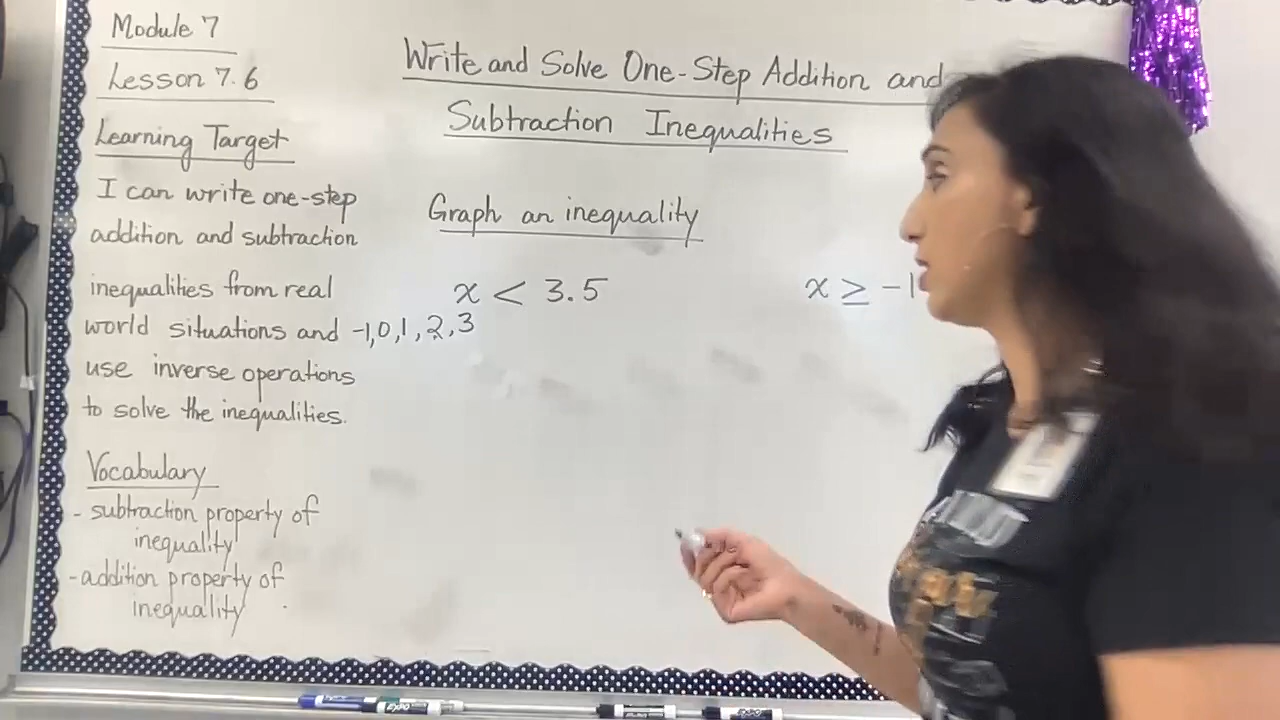 Module 7
Lesson 7.6
Learning Target
I can write one-step
addition and subtraction
inequalities from real
world situations and
use inverse operations
to solve the inequalities.
Vocabulary
- subtraction property of
inequality
- addition property of
inequality
Write and Solve One-Step Addition and
Subtraction Inequalities
Graph an inequality
x < 3.5
x ≥ -1
-1, 0, 1, 2, 3
EXPO